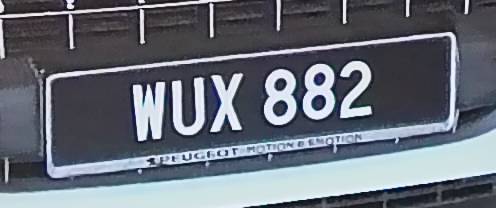 WUX 882
PEUGEOT MOTION & EMOTION